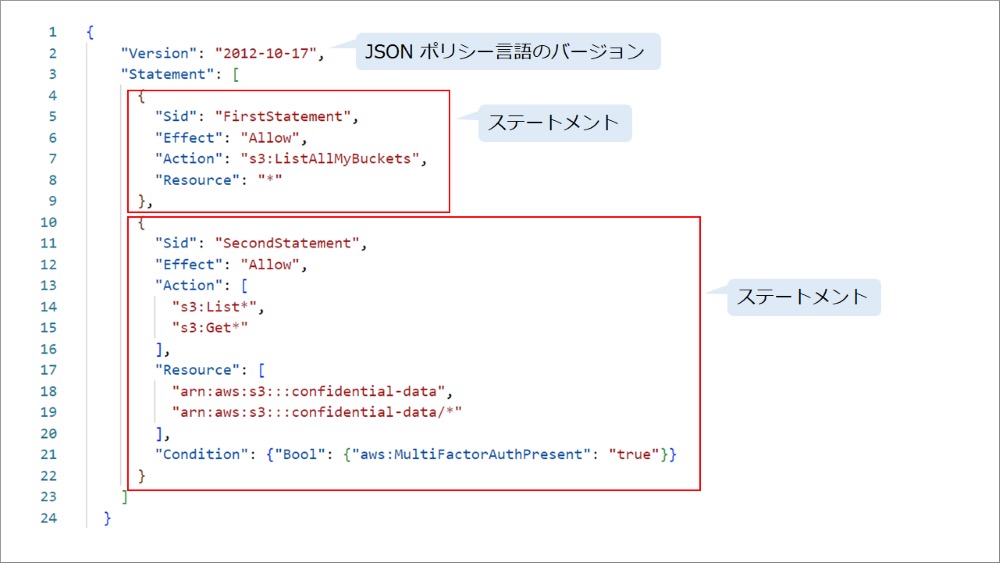 1 {
2 "Version": "2012-10-17", JSON ポリシー言語のバージョン
3 "Statement": [
4 {
5 "Sid": "FirstStatement", ステートメント
6 "Effect": "Allow",
7 "Action": "s3:ListAllMyBuckets",
8 "Resource": "*"
9 },
10 {
11 "Sid": "SecondStatement",
12 "Effect": "Allow",
13 "Action": [ ステートメント
14 "s3:List*",
15 "s3:Get*"
16 ],
17 "Resource": [
18 "arn:aws:s3:::confidential-data",
19 "arn:aws:s3:::confidential-data/*"
20 ],
21 "Condition": {"Bool": {"aws:MultiFactorAuthPresent": "true"}}
22 }
23 ]
24 }